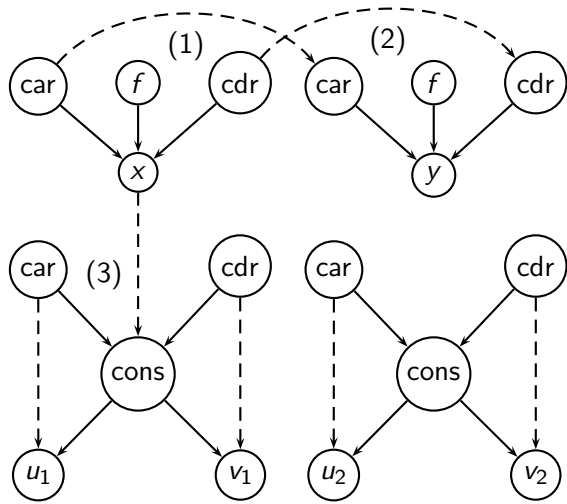 (1) (2)
car f cdr car f cdr
x y
car (3) cdr car cdr
cons cons
u1 v1 u2 v2